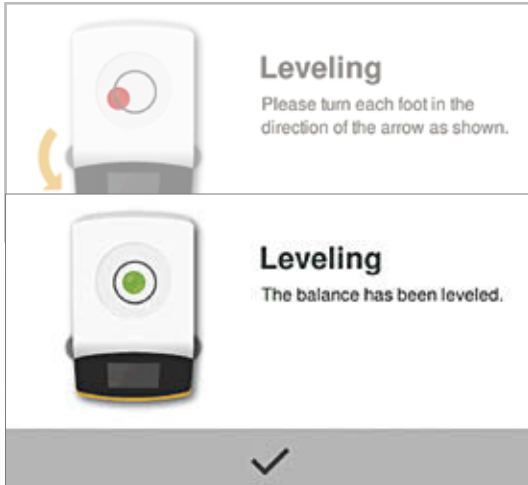 Leveling
Please turn each foot in the
direction of the arrow as shown.
Leveling
The balance has been leveled.